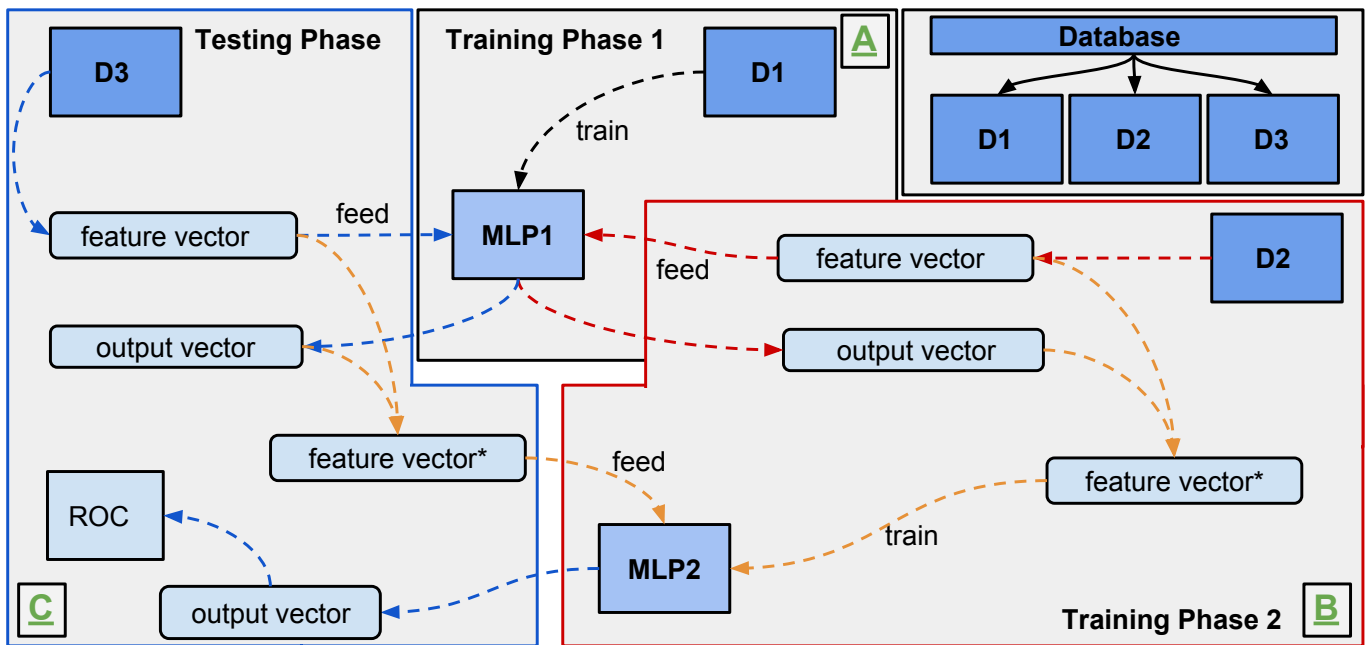 Testing Phase
D3
feature vector
feed
output vector
feature vector*
feed
ROC
output vector
C
Training Phase 1
A
D1
train
MLP1
Database
D1
D2
D3
feed
feature vector
D2
output vector
feature vector*
train
MLP2
Training Phase 2
B